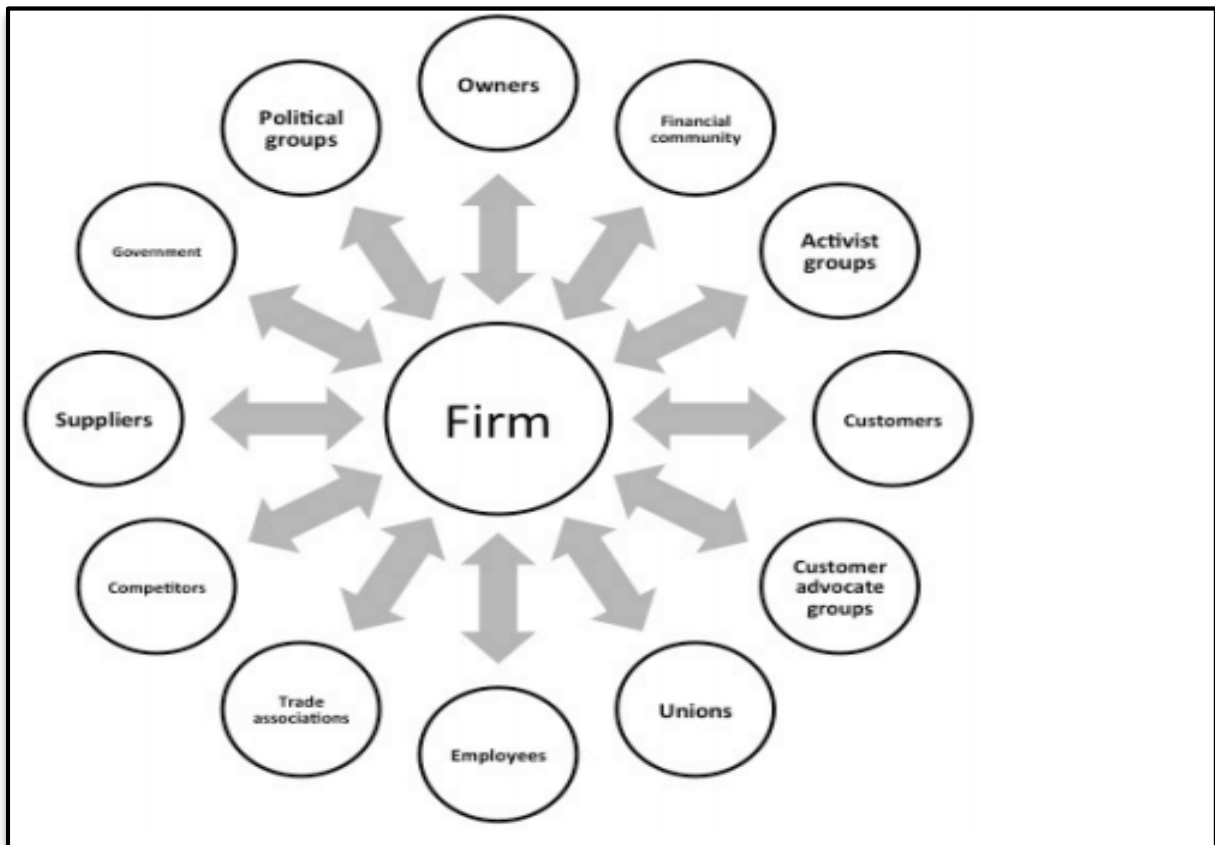 Owners
Political
groups
Financial
community
Government
Activist
groups
Suppliers
Firm
Customers
Competitors
Customer
advocate
groups
Trade
associations
Unions
Employees